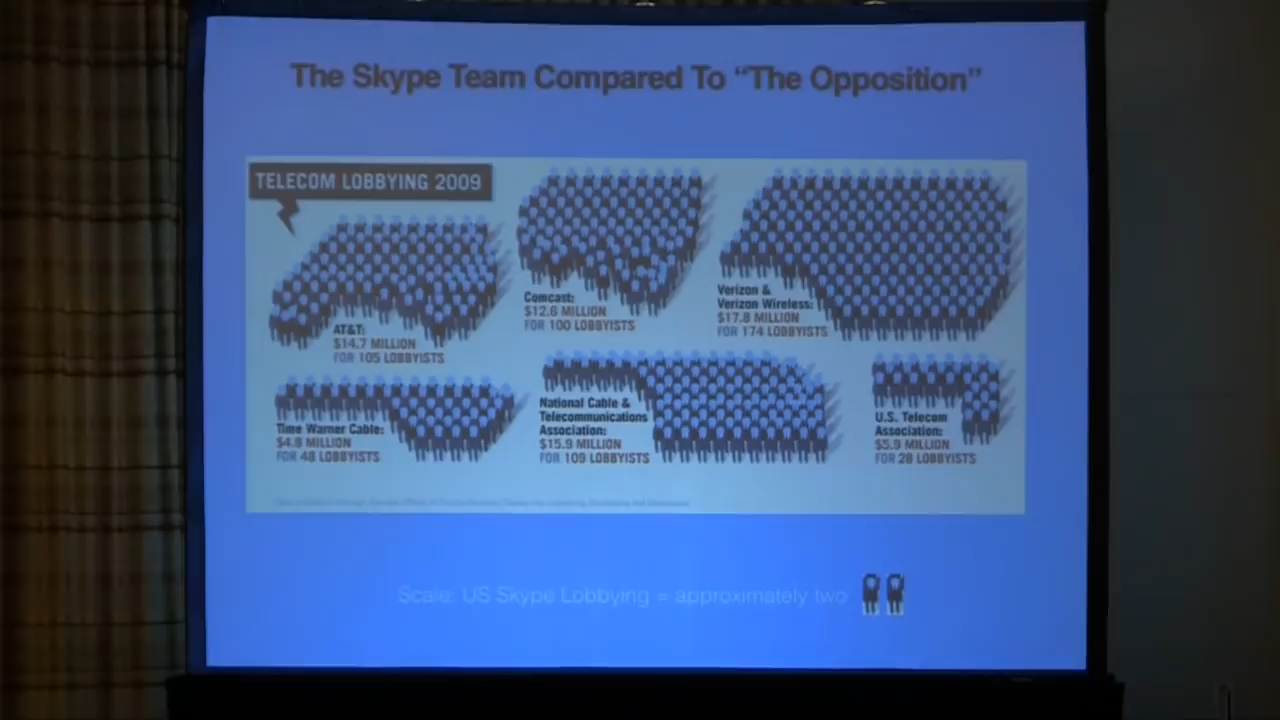 The Skype Team Compared To “The Opposition”
TELECOM LOBBYING 2009
AT&T:
$14.7 MILLION
FOR 105 LOBBYISTS
Comcast:
$12.6 MILLION
FOR 100 LOBBYISTS
Verizon &
Verizon Wireless:
$17.8 MILLION
FOR 174 LOBBYISTS
Time Warner Cable:
$4.8 MILLION
FOR 48 LOBBYISTS
National Cable &
Telecommunications
Association:
$15.9 MILLION
FOR 109 LOBBYISTS
U.S. Telecom
Association:
$5.9 MILLION
FOR 28 LOBBYISTS
Scale: US Skype Lobbying = approximately two